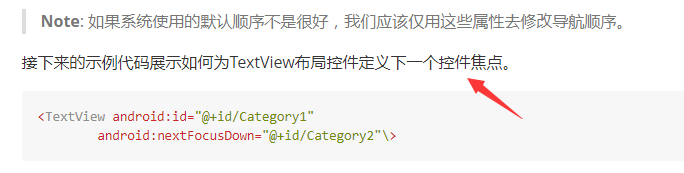 Note: 如果系统使用的默认顺序不是很好，我们应该仅用这些属性去修改导航顺序。
接下来的示例代码展示如何为TextView布局控件定义下一个控件焦点。
<TextView android:id="@+id/Category1"
android:nextFocusDown="@+id/Category2"\>